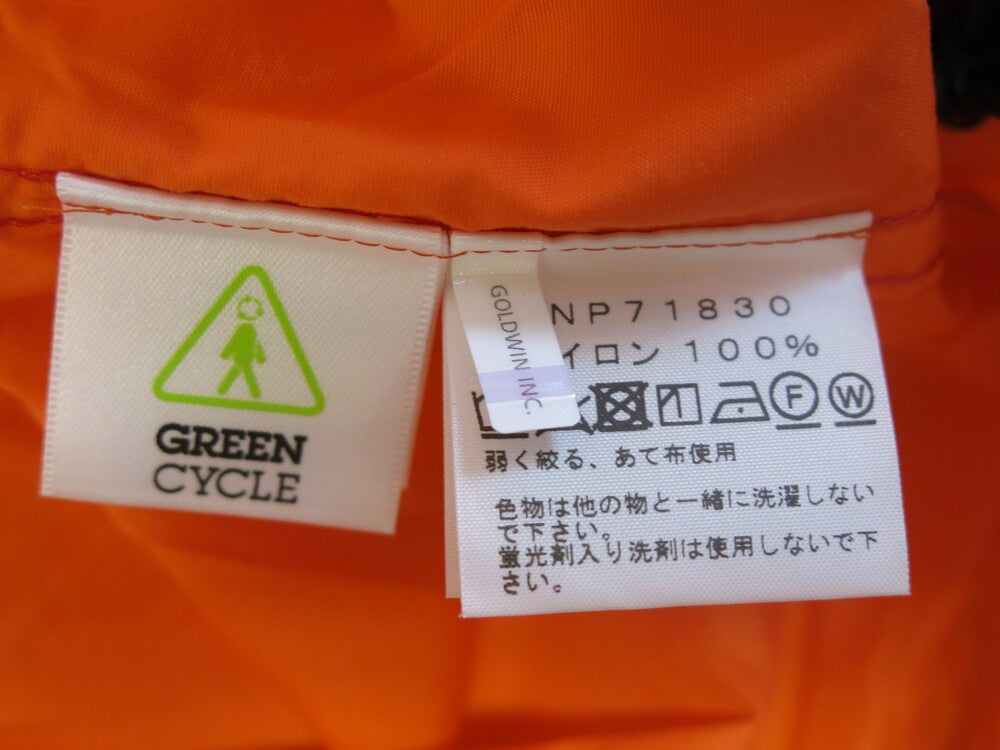 GREEN
CYCLE
GOLDWIN INC.
NP71830
イロン 100%
F W
弱く絞る、あて布使用
色物は他の物と一緒に洗濯しない
で下さい。
蛍光剤入り洗剤は使用しないで下
さい。